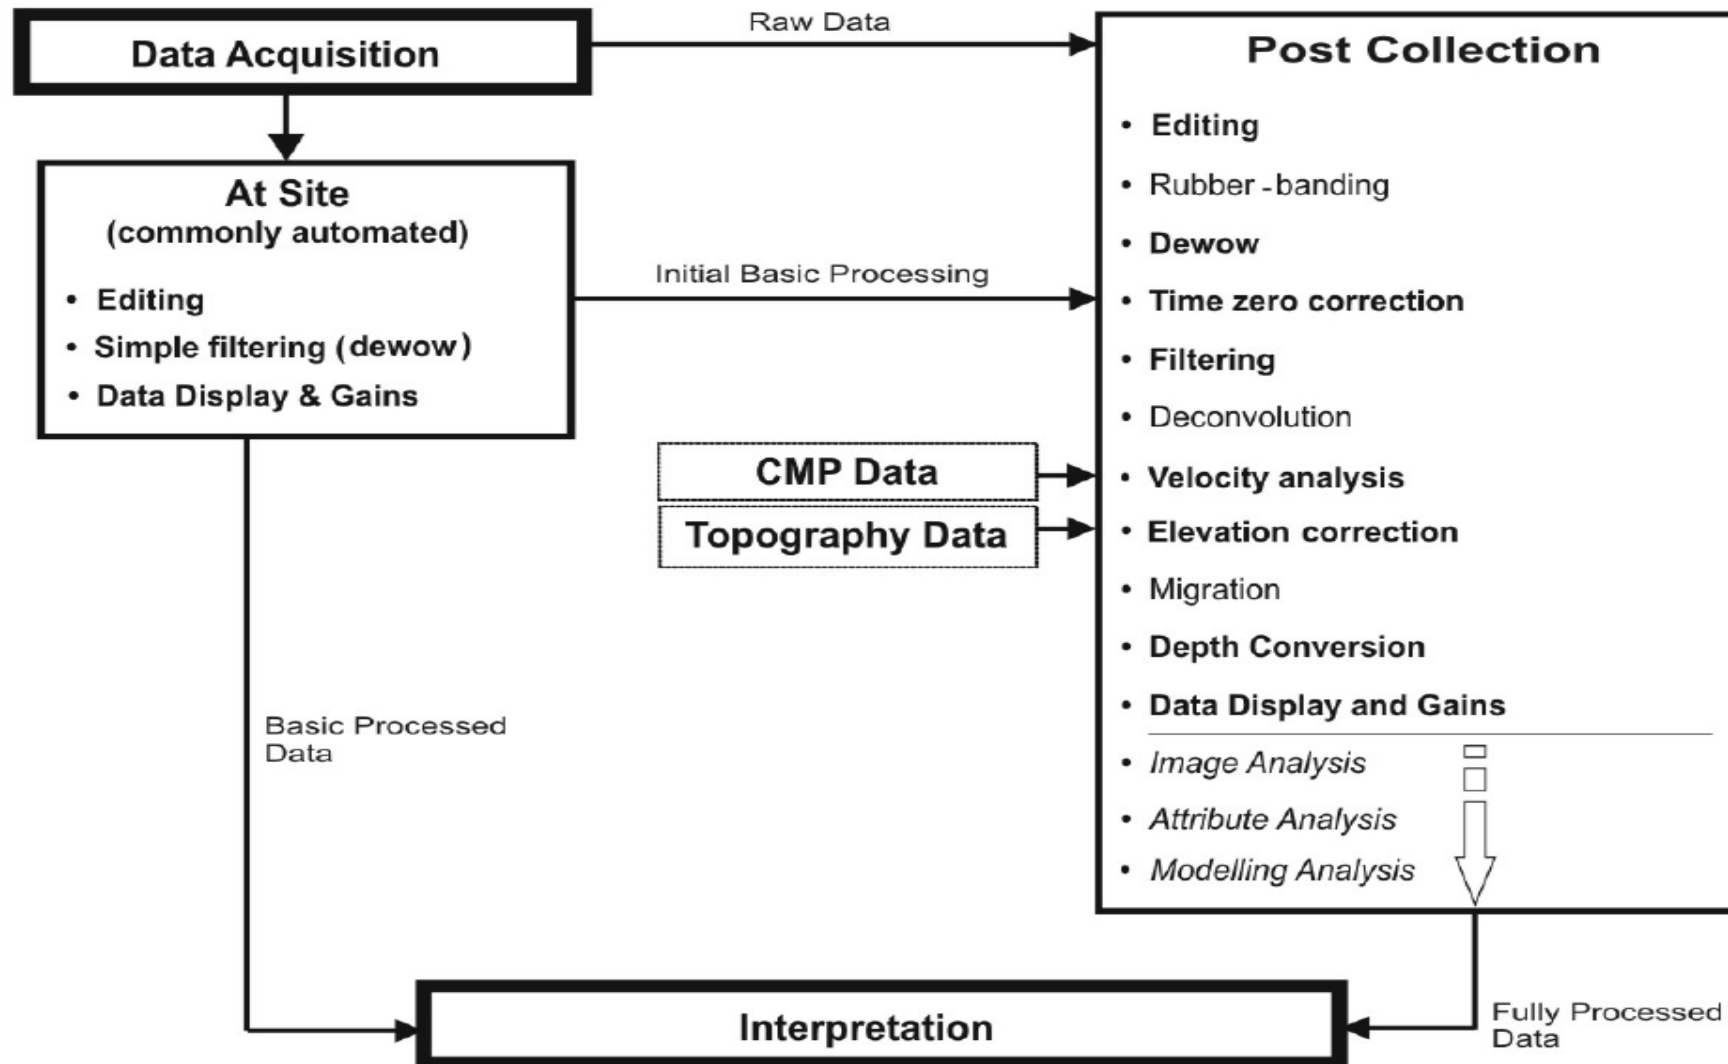 Data Acquisition
Raw Data
Post Collection
• Editing
• Rubber-banding
• Dewow
• Time zero correction
• Filtering
• Deconvolution
• Velocity analysis
• Elevation correction
• Migration
• Depth Conversion
• Data Display and Gains
• Image Analysis
• Attribute Analysis
• Modelling Analysis
At Site
(commonly automated)
• Editing
• Simple filtering (dewow)
• Data Display & Gains
Initial Basic Processing
CMP Data
Topography Data
Basic Processed
Data
Interpretation
Fully Processed
Data